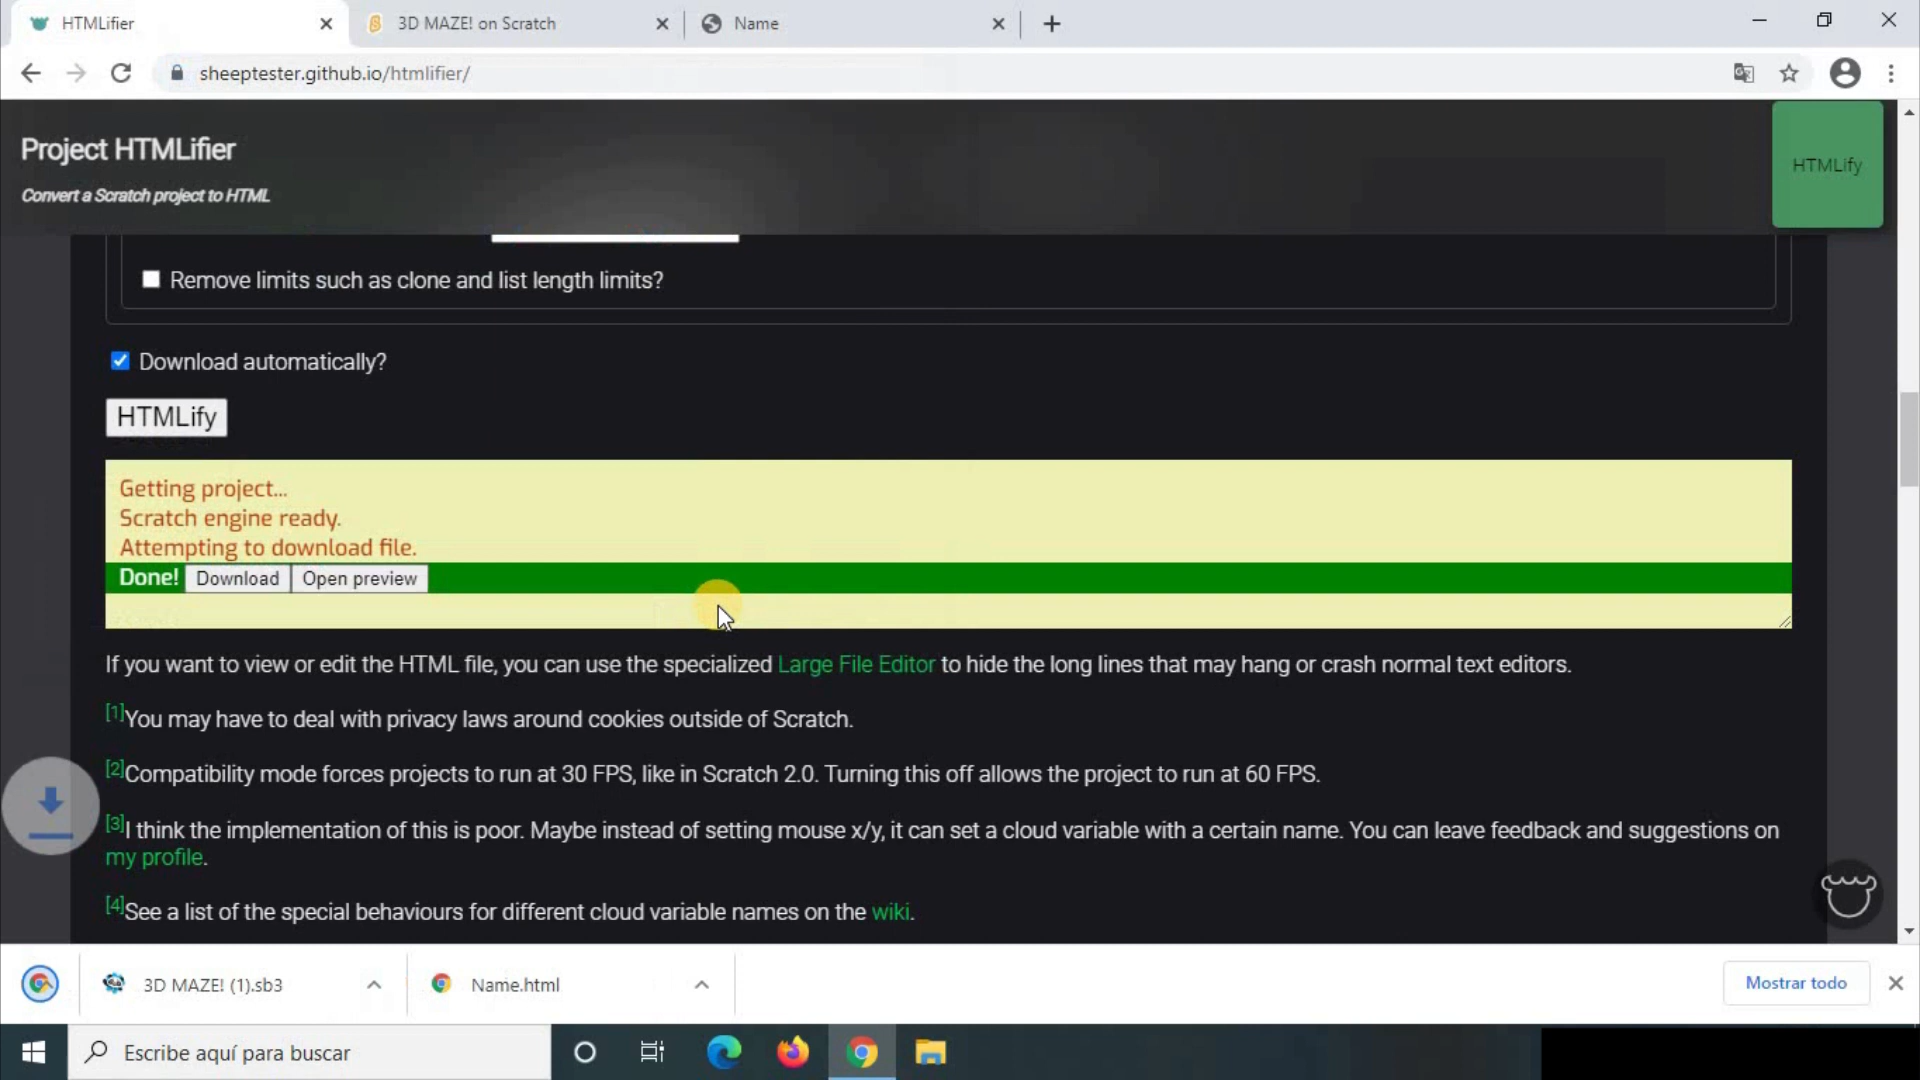 HTMLifier
3D MAZE! on Scratch
Name
sheeptester.github.io/htmlifier/
Project HTMLifier
Convert a Scratch project to HTML
HTMLify
Remove limits such as clone and list length limits?
Download automatically?
HTMLify
Getting project...
Scratch engine ready.
Attempting to download file.
Done! Download Open preview
If you want to view or edit the HTML file, you can use the specialized Large File Editor to hide the long lines that may hang or crash normal text editors.
[1]You may have to deal with privacy laws around cookies outside of Scratch.
[2]Compatibility mode forces projects to run at 30 FPS, like in Scratch 2.0. Turning this off allows the project to run at 60 FPS.
[3]I think the implementation of this is poor. Maybe instead of setting mouse x/y, it can set a cloud variable with a certain name. You can leave feedback and suggestions on
my profile.
[4]See a list of the special behaviours for different cloud variable names on the wiki.
3D MAZE! (1).sb3
Name.html
Mostrar todo
Escribe aquí para buscar